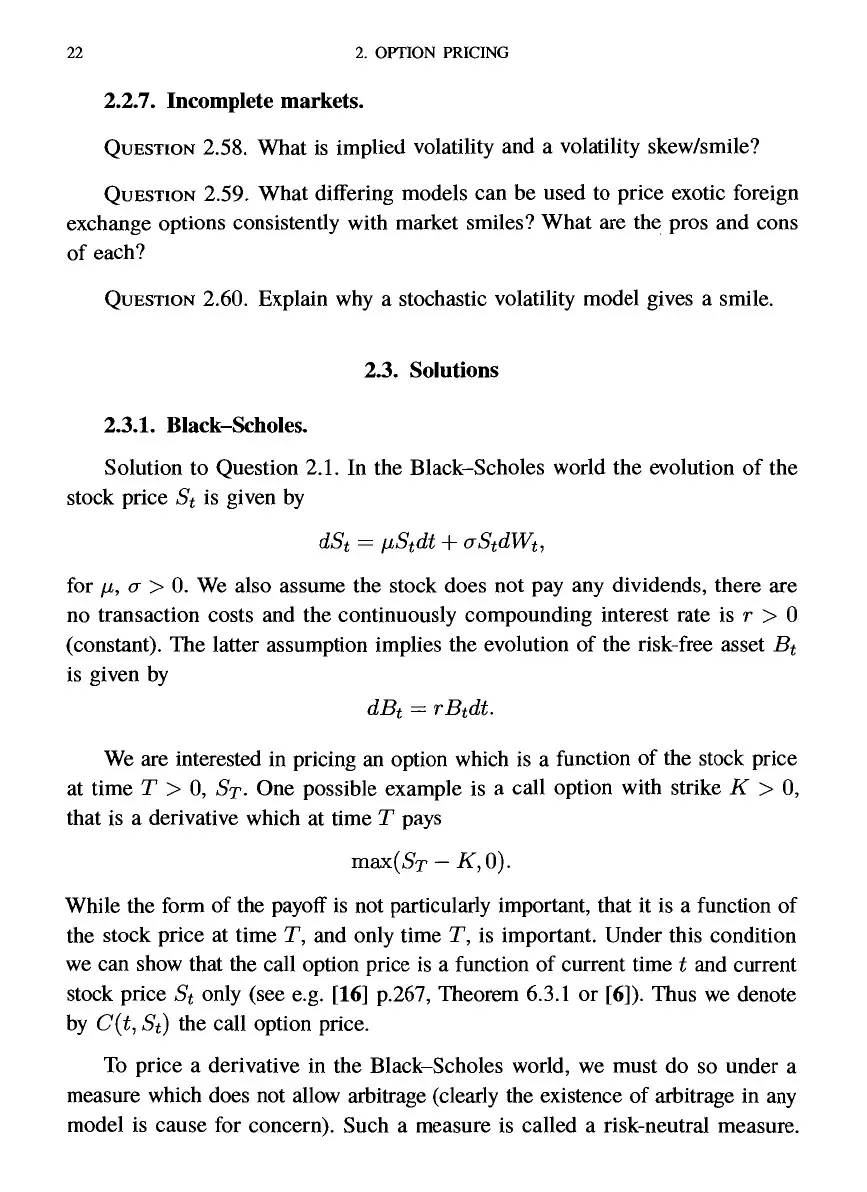 22 2. OPTION PRICING
2.2.7. Incomplete markets.
QUESTION 2.58. What is implied volatility and a volatility skew/smile?
QUESTION 2.59. What differing models can be used to price exotic foreign
exchange options consistently with market smiles? What are the pros and cons
of each?
QUESTION 2.60. Explain why a stochastic volatility model gives a smile.
2.3. Solutions
2.3.1. Black–Scholes.
Solution to Question 2.1. In the Black–Scholes world the evolution of the
stock price S_t is given by
dS_t = μS_t dt + σS_t dW_t,
for μ, σ > 0. We also assume the stock does not pay any dividends, there are
no transaction costs and the continuously compounding interest rate is r > 0
(constant). The latter assumption implies the evolution of the risk-free asset B_t
is given by
dB_t = rB_t dt.
We are interested in pricing an option which is a function of the stock price
at time T > 0, S_T. One possible example is a call option with strike K > 0,
that is a derivative which at time T pays
max(S_T − K, 0).
While the form of the payoff is not particularly important, that it is a function of
the stock price at time T, and only time T, is important. Under this condition
we can show that the call option price is a function of current time t and current
stock price S_t only (see e.g. [16] p.267, Theorem 6.3.1 or [6]). Thus we denote
by C(t, S_t) the call option price.
To price a derivative in the Black–Scholes world, we must do so under a
measure which does not allow arbitrage (clearly the existence of arbitrage in any
model is cause for concern). Such a measure is called a risk-neutral measure.